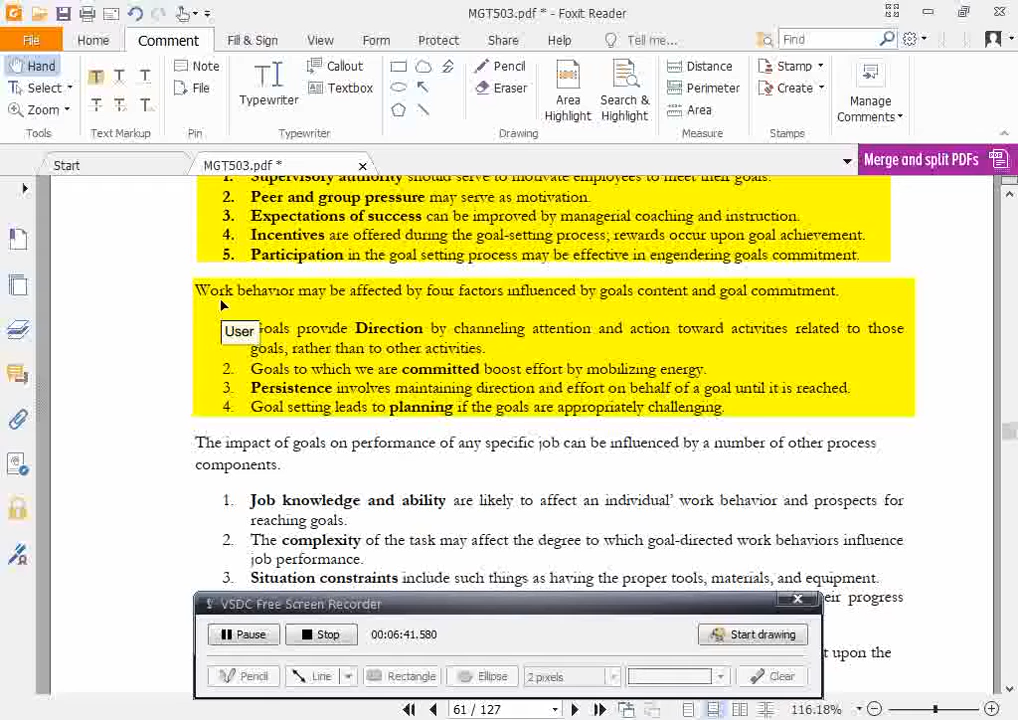 MGT503.pdf * - Foxit Reader
File Home Comment Fill & Sign View Form Protect Share Help Tell me... Find
Hand Note Callout Pencil Distance Stamp
Select File Typewriter Textbox Eraser Area Highlight Search & Highlight Perimeter Create Manage Comments
Zoom Area
Tools Text Markup Pin Typewriter Drawing Measure Stamps
Start MGT503.pdf * Merge and split PDFs
1. Supervisory authority should serve to motivate employees to meet their goals.
2. Peer and group pressure may serve as motivation.
3. Expectations of success can be improved by managerial coaching and instruction.
4. Incentives are offered during the goal-setting process; rewards occur upon goal achievement.
5. Participation in the goal setting process may be effective in engendering goals commitment.
Work behavior may be affected by four factors influenced by goals content and goal commitment.
User
Goals provide Direction by channeling attention and action toward activities related to those
goals, rather than to other activities.
2. Goals to which we are committed boost effort by mobilizing energy.
3. Persistence involves maintaining direction and effort on behalf of a goal until it is reached.
4. Goal setting leads to planning if the goals are appropriately challenging.
The impact of goals on performance of any specific job can be influenced by a number of other process
components.
1. Job knowledge and ability are likely to affect an individual' work behavior and prospects for
reaching goals.
2. The complexity of the task may affect the degree to which goal-directed work behaviors influence
job performance.
3. Situation constraints include such things as having the proper tools, materials, and equipment.
progress
upon the
VSDC Free Screen Recorder
Pause Stop 00:06:41.580 Start drawing
Pencil Line Rectangle Ellipse 2 pixels Clear
61 / 127 116.18%